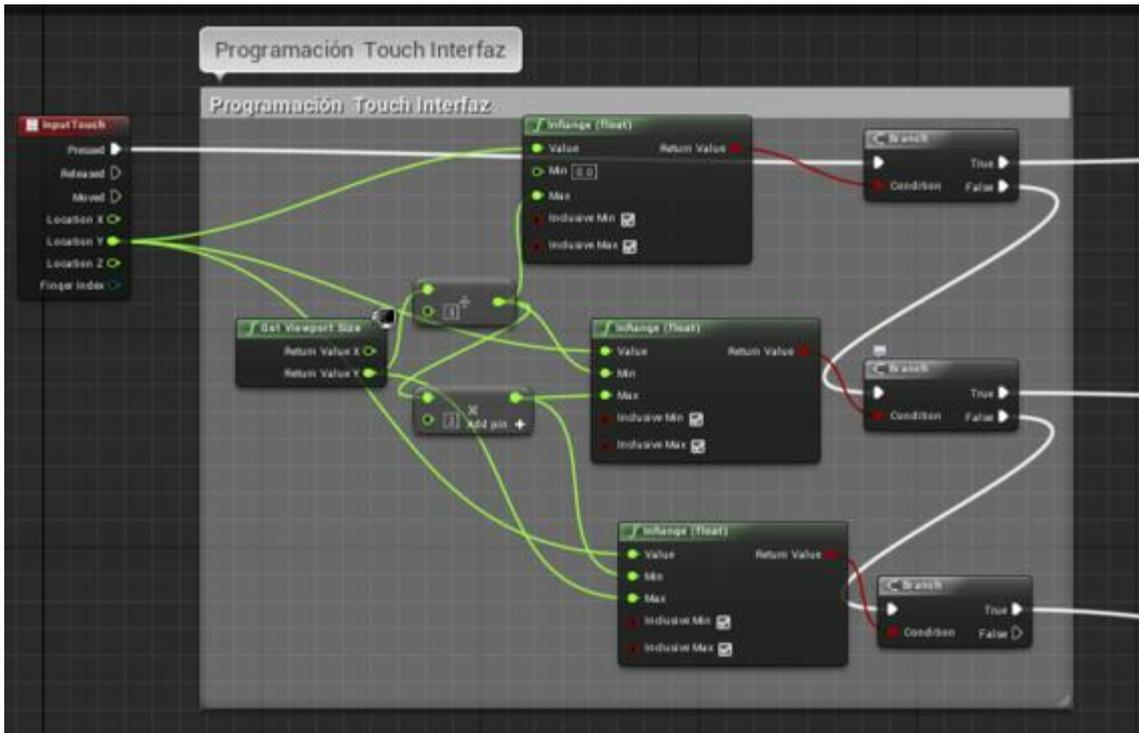 Programación Touch Interfaz
Programación Touch Interfaz
InputTouch
Pressed
Released
Moved
Location X
Location Y
Location Z
Finger Index
InRange (float)
Value
Return Value
Min 0.0
Max
Inclusive Min
Inclusive Max
Branch
True
Condition
False
÷
Get Viewport Size
Return Value X
Return Value Y
X
Add pin +
InRange (float)
Value
Return Value
Min
Max
Inclusive Min
Inclusive Max
Branch
True
Condition
False
InRange (float)
Value
Return Value
Min
Max
Inclusive Min
Inclusive Max
Branch
True
Condition
False